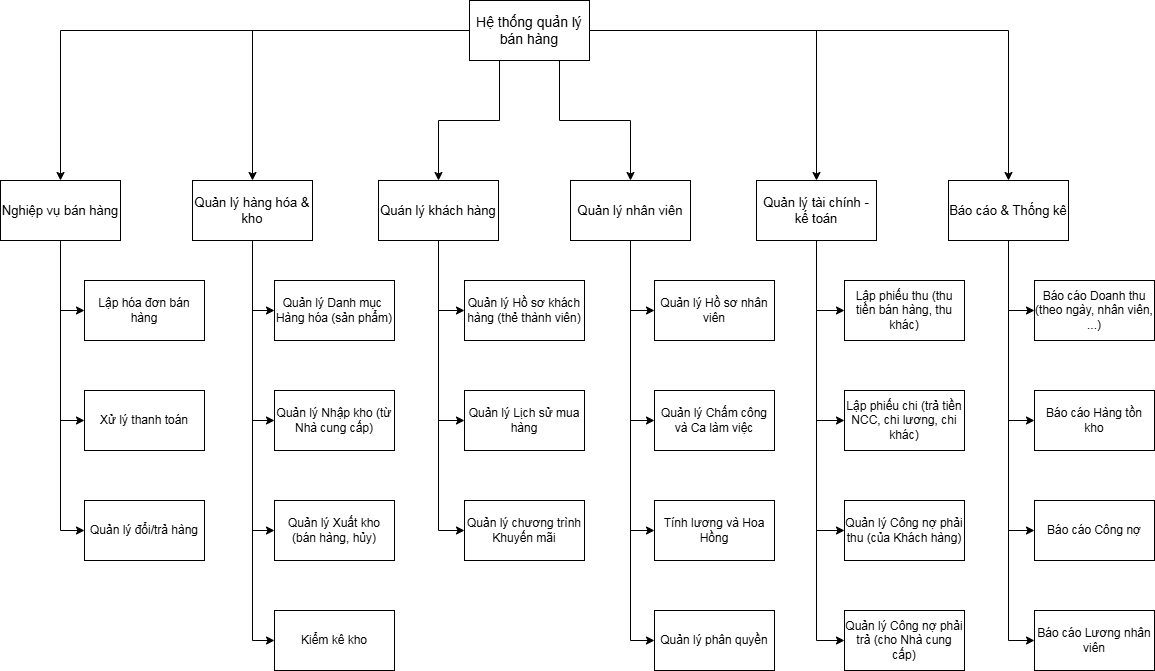 Hệ thống quản lý
bán hàng
Nghiệp vụ bán hàng
Quản lý hàng hóa &
kho
Quán lý khách hàng
Quản lý nhân viên
Quản lý tài chính -
kế toán
Báo cáo & Thống kê
Lập hóa đơn bán
hàng
Xử lý thanh toán
Quản lý đổi/trả hàng
Quản lý Danh mục
Hàng hóa (sản phẩm)
Quản lý Nhập kho (từ
Nhà cung cấp)
Quản lý Xuất kho
(bán hàng, hủy)
Kiểm kê kho
Quản lý Hồ sơ khách
hàng (thẻ thành viên)
Quản lý Lịch sử mua
hàng
Quản lý chương trình
Khuyến mãi
Quản lý Hồ sơ nhân
viên
Quản lý Chấm công
và Ca làm việc
Tính lương và Hoa
Hồng
Quản lý phân quyền
Lập phiếu thu (thu
tiền bán hàng, thu
khác)
Lập phiếu chi (trả tiền
NCC, chi lương, chi
khác)
Quản lý Công nợ phải
thu (của Khách hàng)
Quản lý Công nợ phải
trả (cho Nhà cung
cấp)
Báo cáo Doanh thu
(theo ngày, nhân viên,
...)
Báo cáo Hàng tồn
kho
Báo cáo Công nợ
Báo cáo Lương nhân
viên